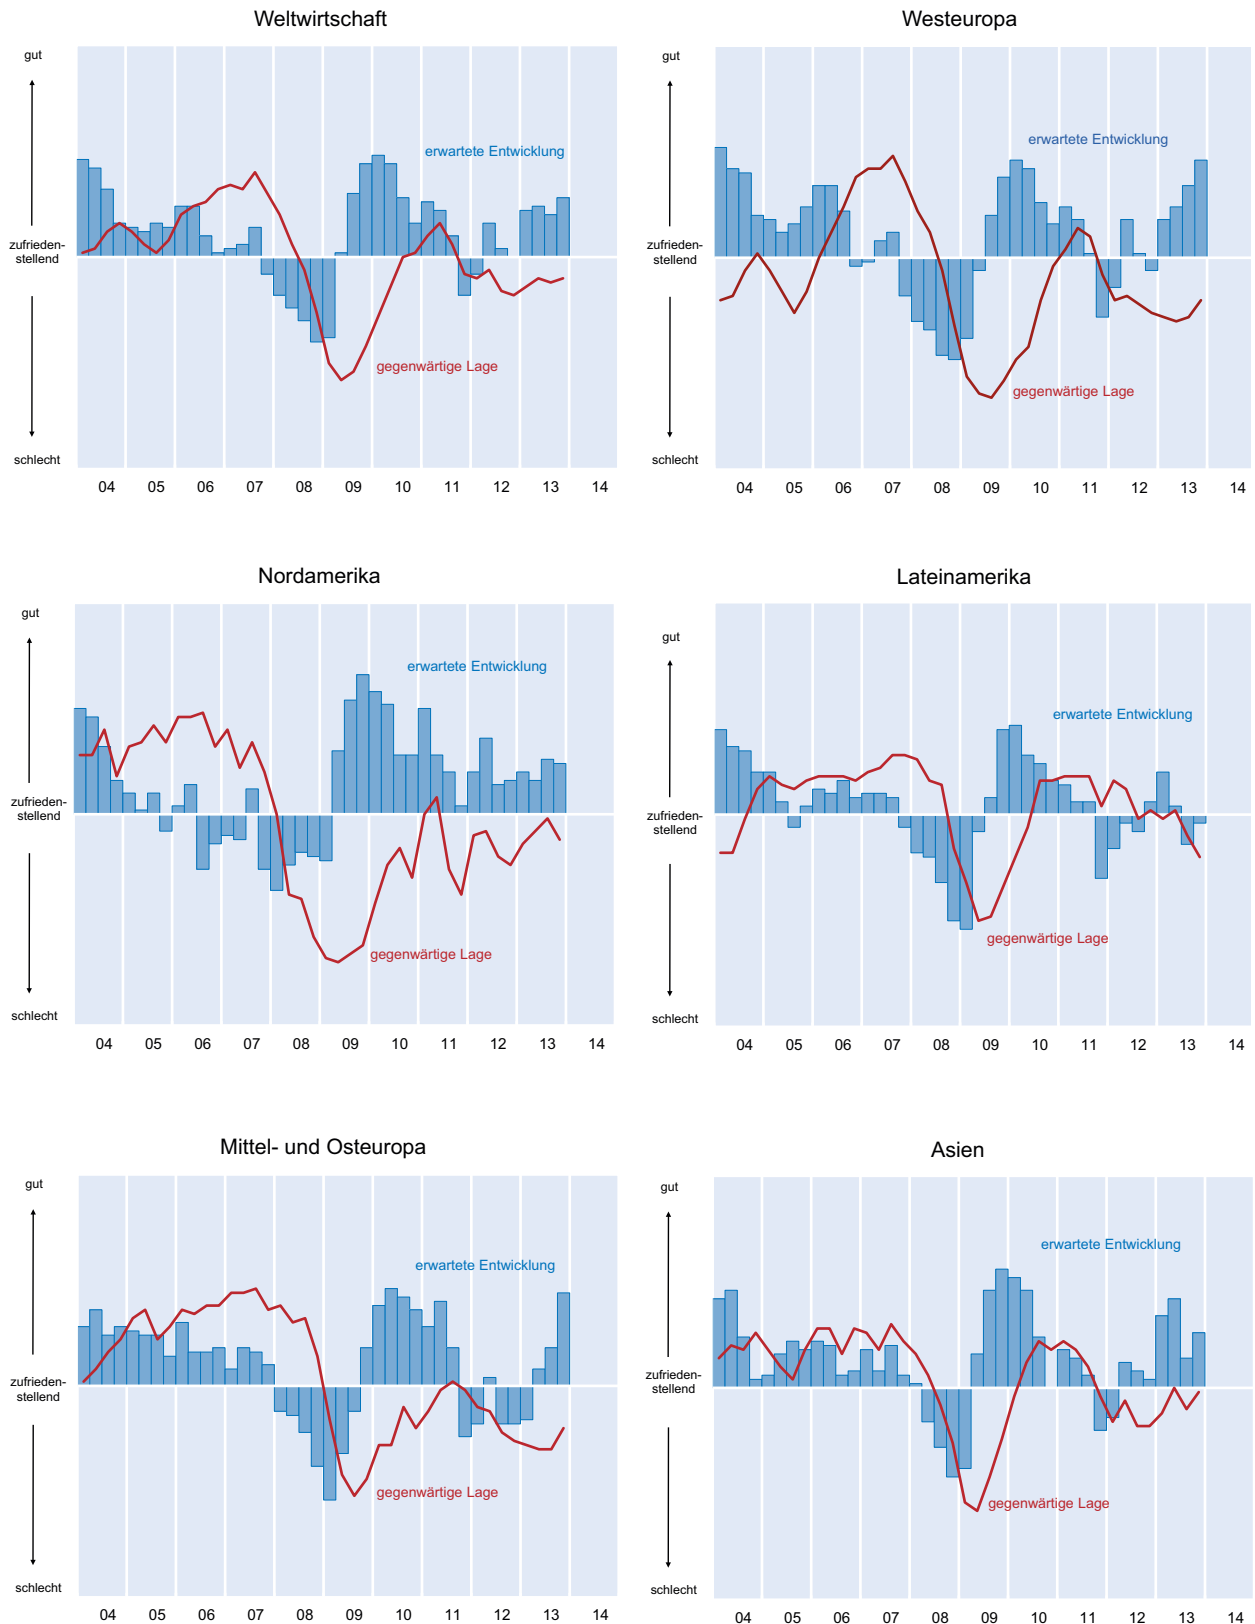 Weltwirtschaft
gut
zufrieden-
stellend
schlecht
erwartete Entwicklung
gegenwärtige Lage
04 05 06 07 08 09 10 11 12 13 14
Westeuropa
gut
zufrieden-
stellend
schlecht
erwartete Entwicklung
gegenwärtige Lage
04 05 06 07 08 09 10 11 12 13 14
Nordamerika
gut
zufrieden-
stellend
schlecht
erwartete Entwicklung
gegenwärtige Lage
04 05 06 07 08 09 10 11 12 13 14
Lateinamerika
gut
zufrieden-
stellend
schlecht
erwartete Entwicklung
gegenwärtige Lage
04 05 06 07 08 09 10 11 12 13 14
Mittel- und Osteuropa
gut
zufrieden-
stellend
schlecht
erwartete Entwicklung
gegenwärtige Lage
04 05 06 07 08 09 10 11 12 13 14
Asien
gut
zufrieden-
stellend
schlecht
erwartete Entwicklung
gegenwärtige Lage
04 05 06 07 08 09 10 11 12 13 14